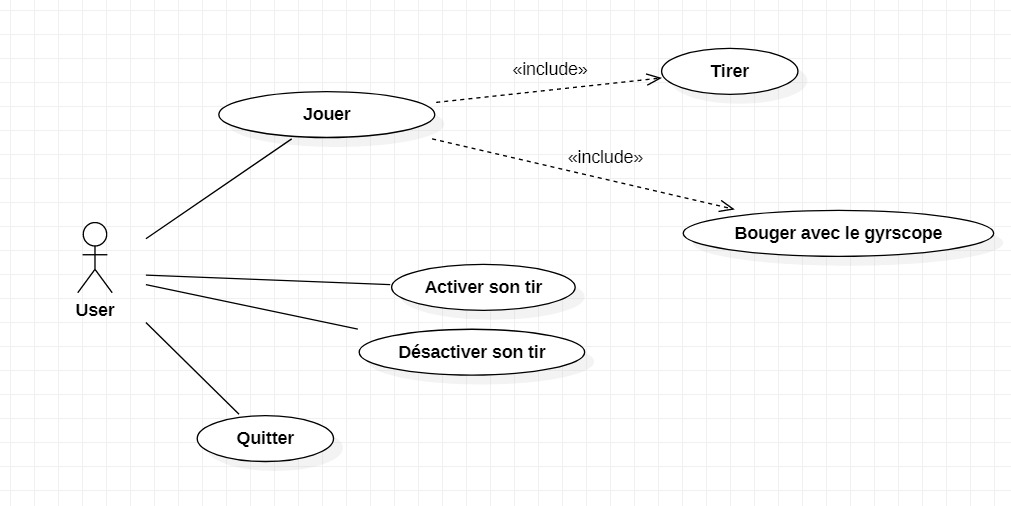 «include»
Tirer
Jouer
«include»
Bouger avec le gyrscope
Activer son tir
User
Désactiver son tir
Quitter